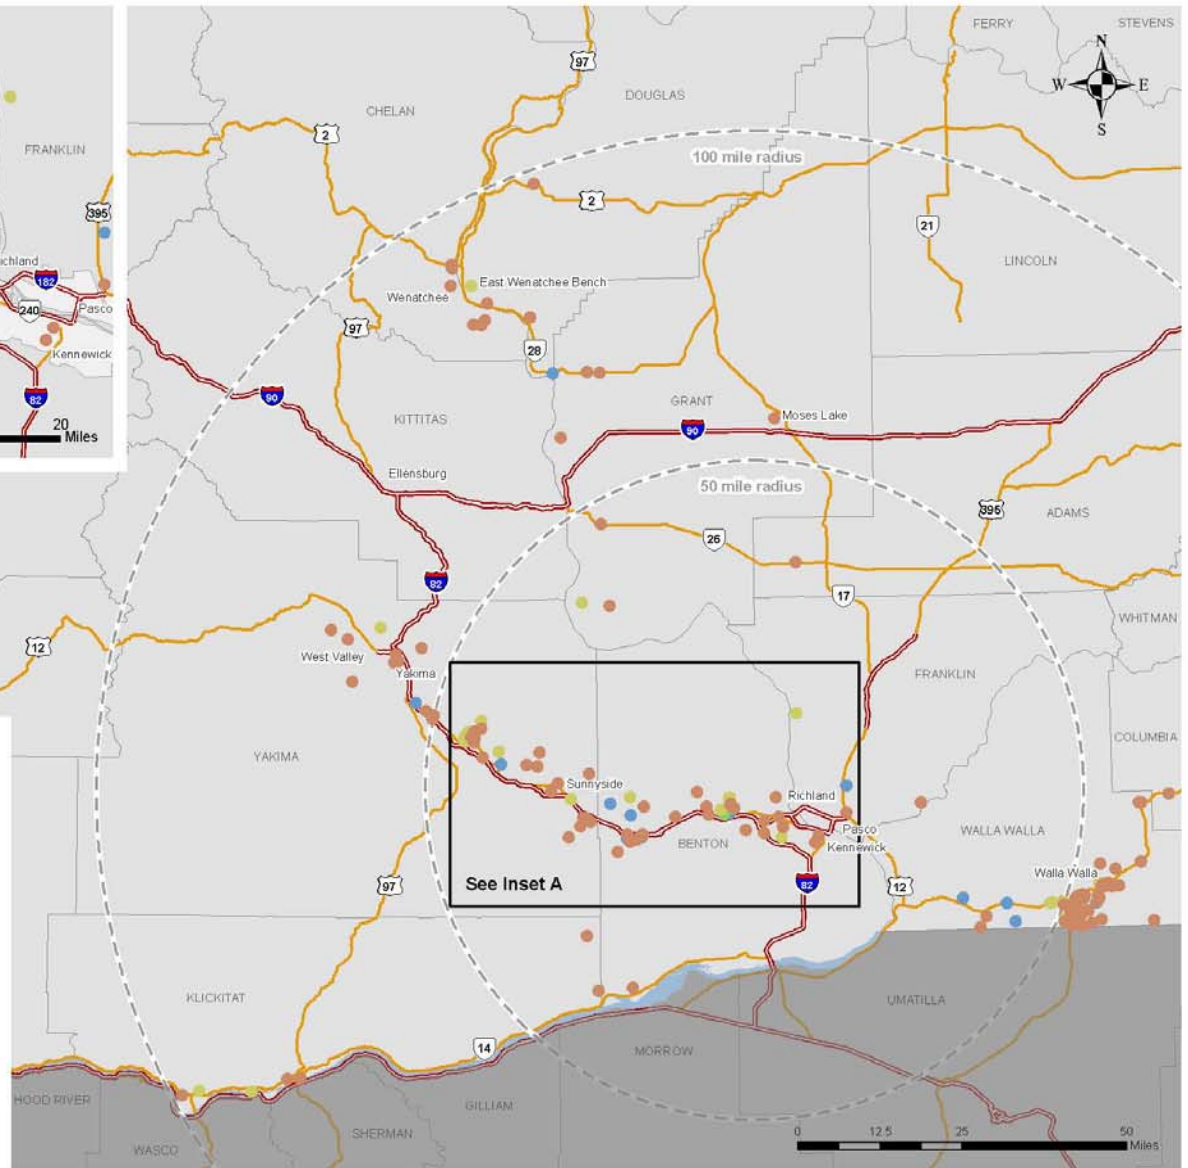 FERRY
STEVENS
N
W E
S
97
DOUGLAS
CHELAN
2
FRANKLIN
100 mile radius
2
395
21
LINCOLN
182
East Wenatchee Bench
Wenatchee
240
Pasco
97
28
Kennewick
82
90
GRANT
Moses Lake
KITTITAS
20
Miles
90
Ellensburg
50 mile radius
395
ADAMS
26
82
17
WHITMAN
12
West Valley
Yakima
FRANKLIN
COLUMBIA
YAKIMA
Sunnyside
Richland
Pasco
WALLA WALLA
BENTON
Kennewick
Walla Walla
See Inset A
82
97
12
KLICKITAT
UMATILLA
14
MORROW
HOOD RIVER
GILLIAM
SHERMAN
WASCO
0 12.5 25 50
Miles